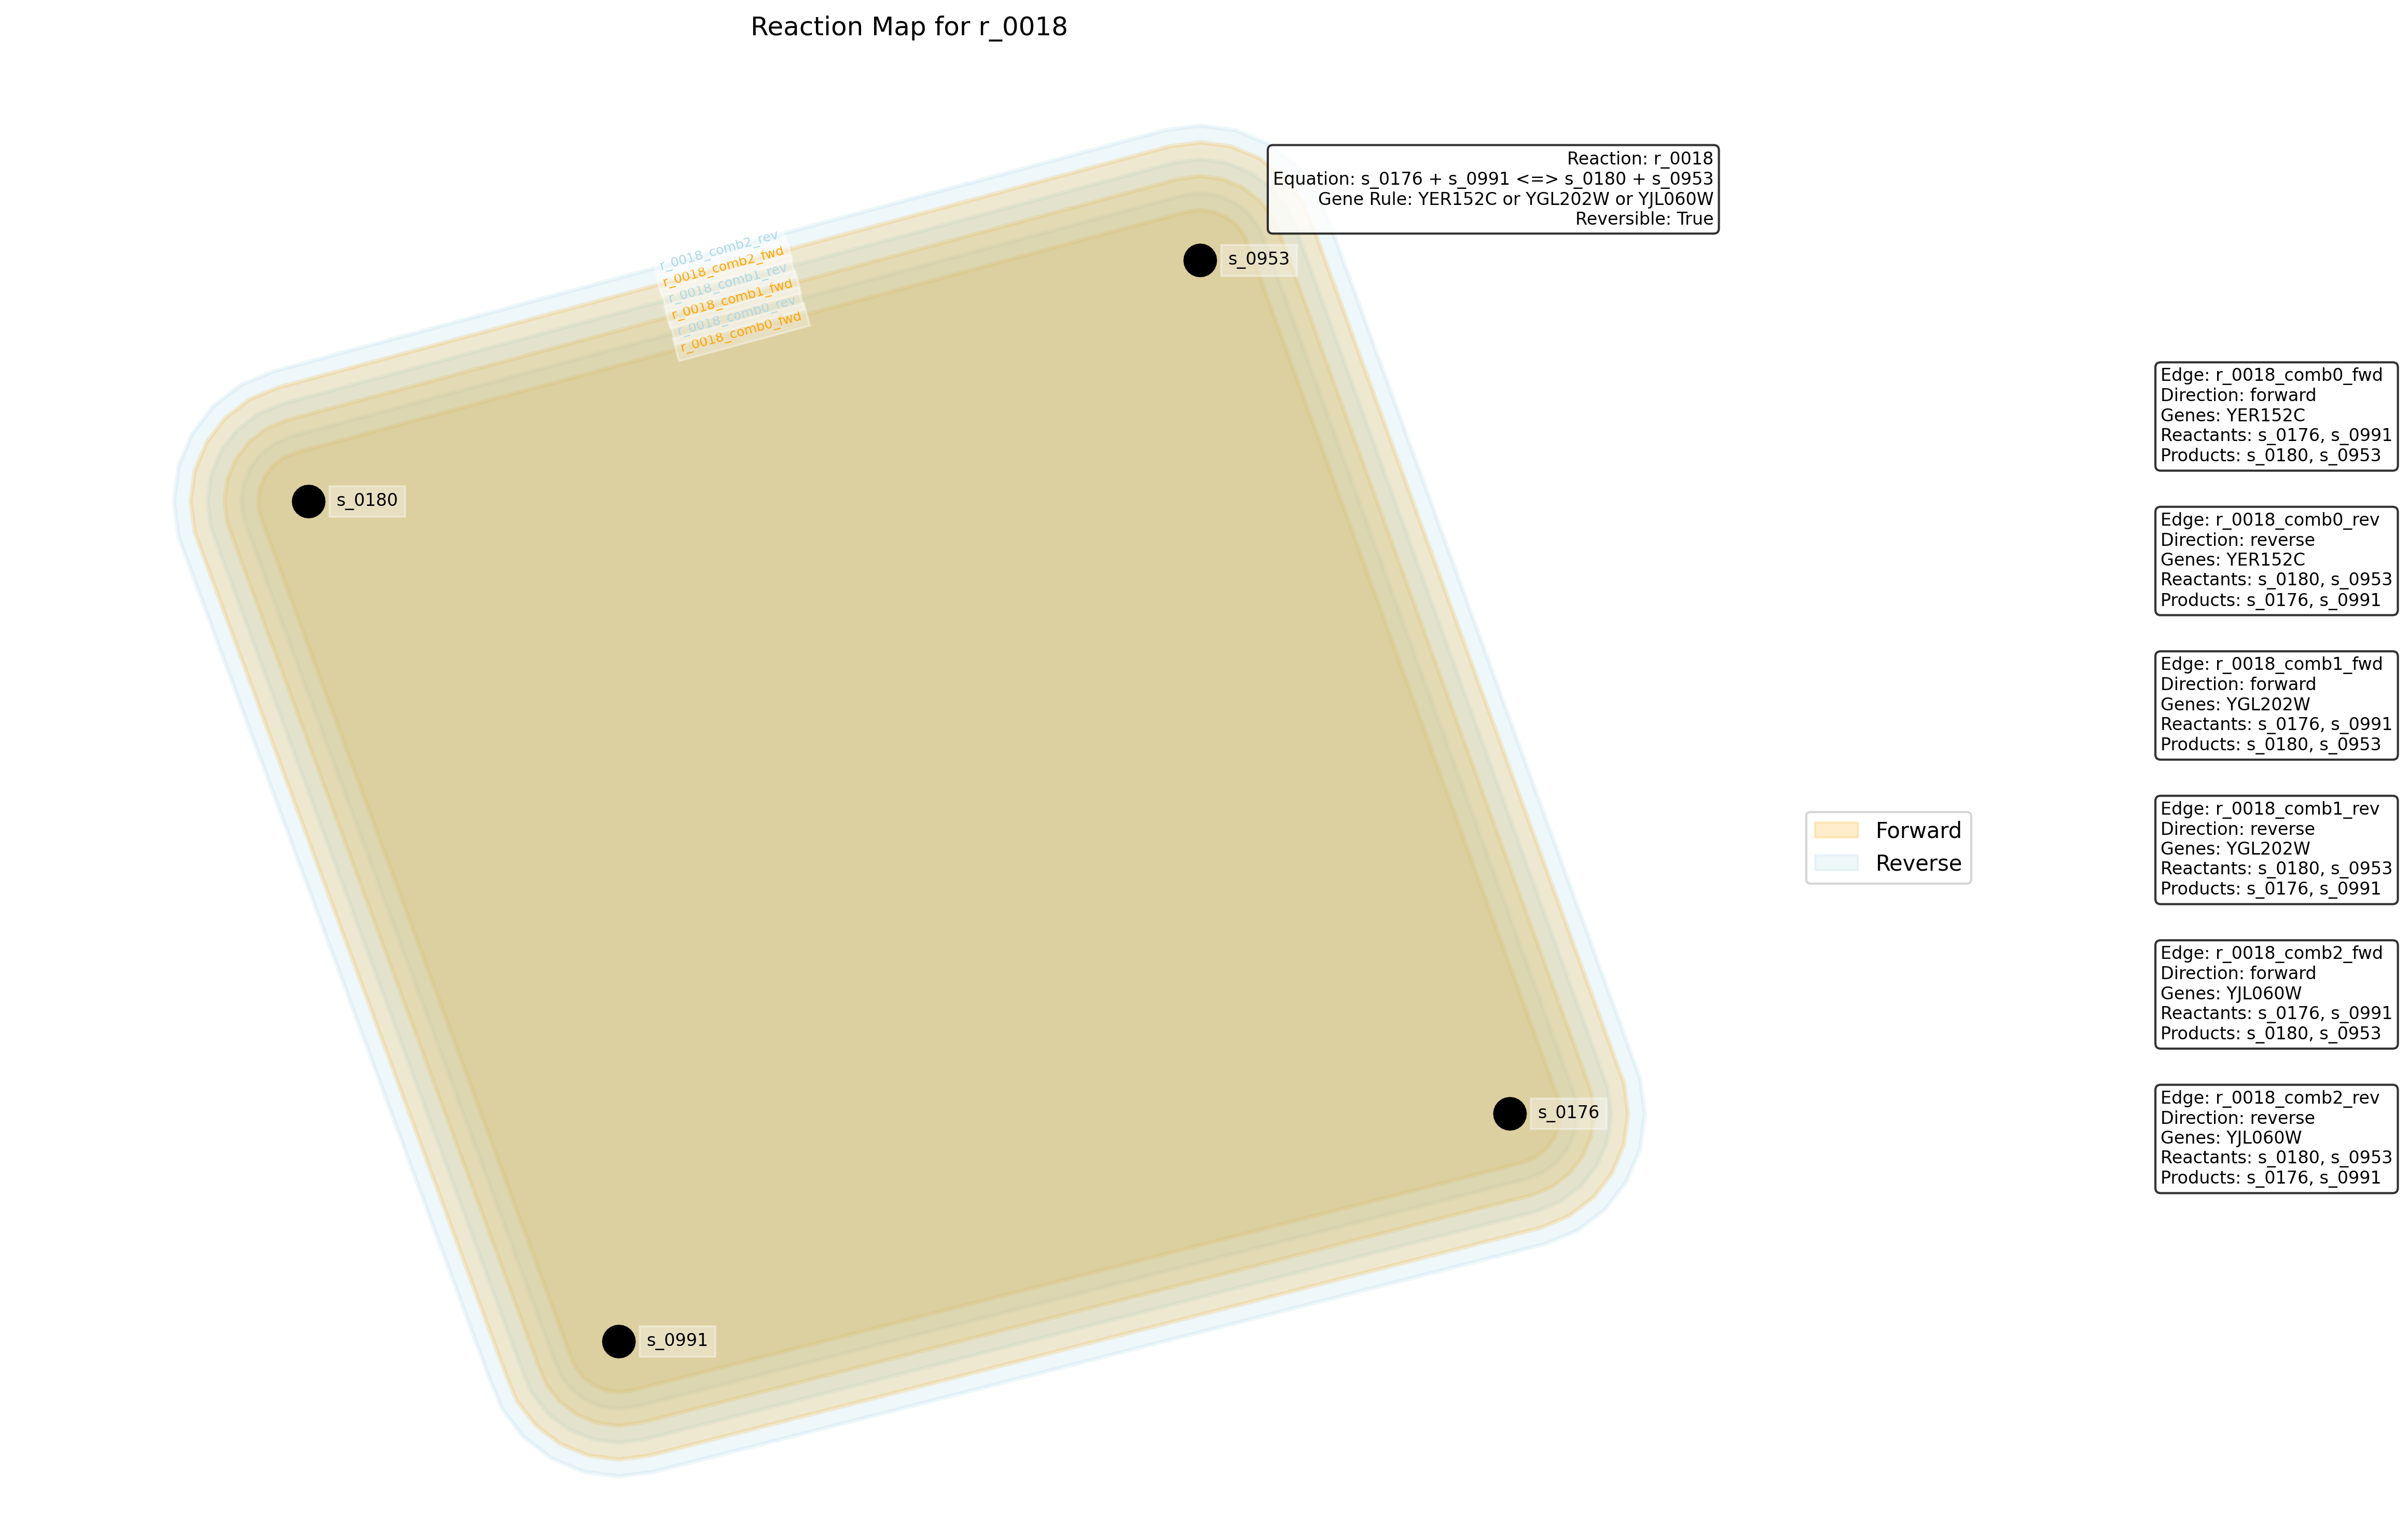 Reaction Map for r_0018
Reaction: r_0018
Equation: s_0176 + s_0991 <=> s_0180 + s_0953
Gene Rule: YER152C or YGL202W or YJL060W
Reversible: True
r_0018_comb2_rev
r_0018_comb2_fwd
r_0018_comb1_rev
r_0018_comb1_fwd
r_0018_comb0_rev
r_0018_comb0_fwd
s_0953
s_0180
s_0176
s_0991
Forward
Reverse
Edge: r_0018_comb0_fwd
Direction: forward
Genes: YER152C
Reactants: s_0176, s_0991
Products: s_0180, s_0953
Edge: r_0018_comb0_rev
Direction: reverse
Genes: YER152C
Reactants: s_0180, s_0953
Products: s_0176, s_0991
Edge: r_0018_comb1_fwd
Direction: forward
Genes: YGL202W
Reactants: s_0176, s_0991
Products: s_0180, s_0953
Edge: r_0018_comb1_rev
Direction: reverse
Genes: YGL202W
Reactants: s_0180, s_0953
Products: s_0176, s_0991
Edge: r_0018_comb2_fwd
Direction: forward
Genes: YJL060W
Reactants: s_0176, s_0991
Products: s_0180, s_0953
Edge: r_0018_comb2_rev
Direction: reverse
Genes: YJL060W
Reactants: s_0180, s_0953
Products: s_0176, s_0991